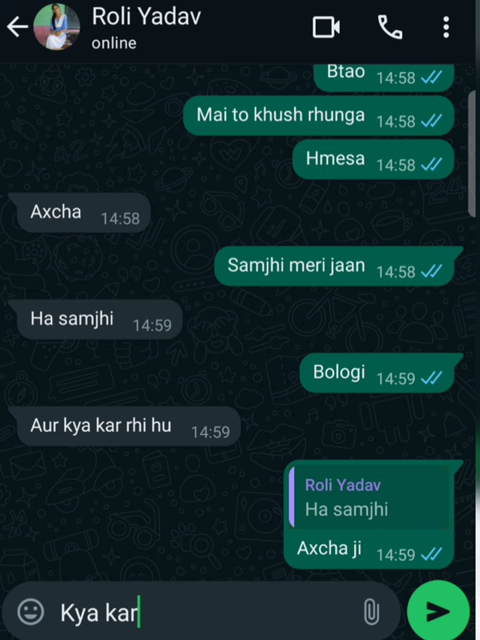 Roli Yadav
online
Btao 14:58
Mai to khush rhunga 14:58
Hmesa 14:58
Axcha 14:58
Samjhi meri jaan 14:58
Ha samjhi 14:59
Bologi 14:59
Aur kya kar rhi hu 14:59
Roli Yadav
Ha samjhi
Axcha ji 14:59
Kya kar